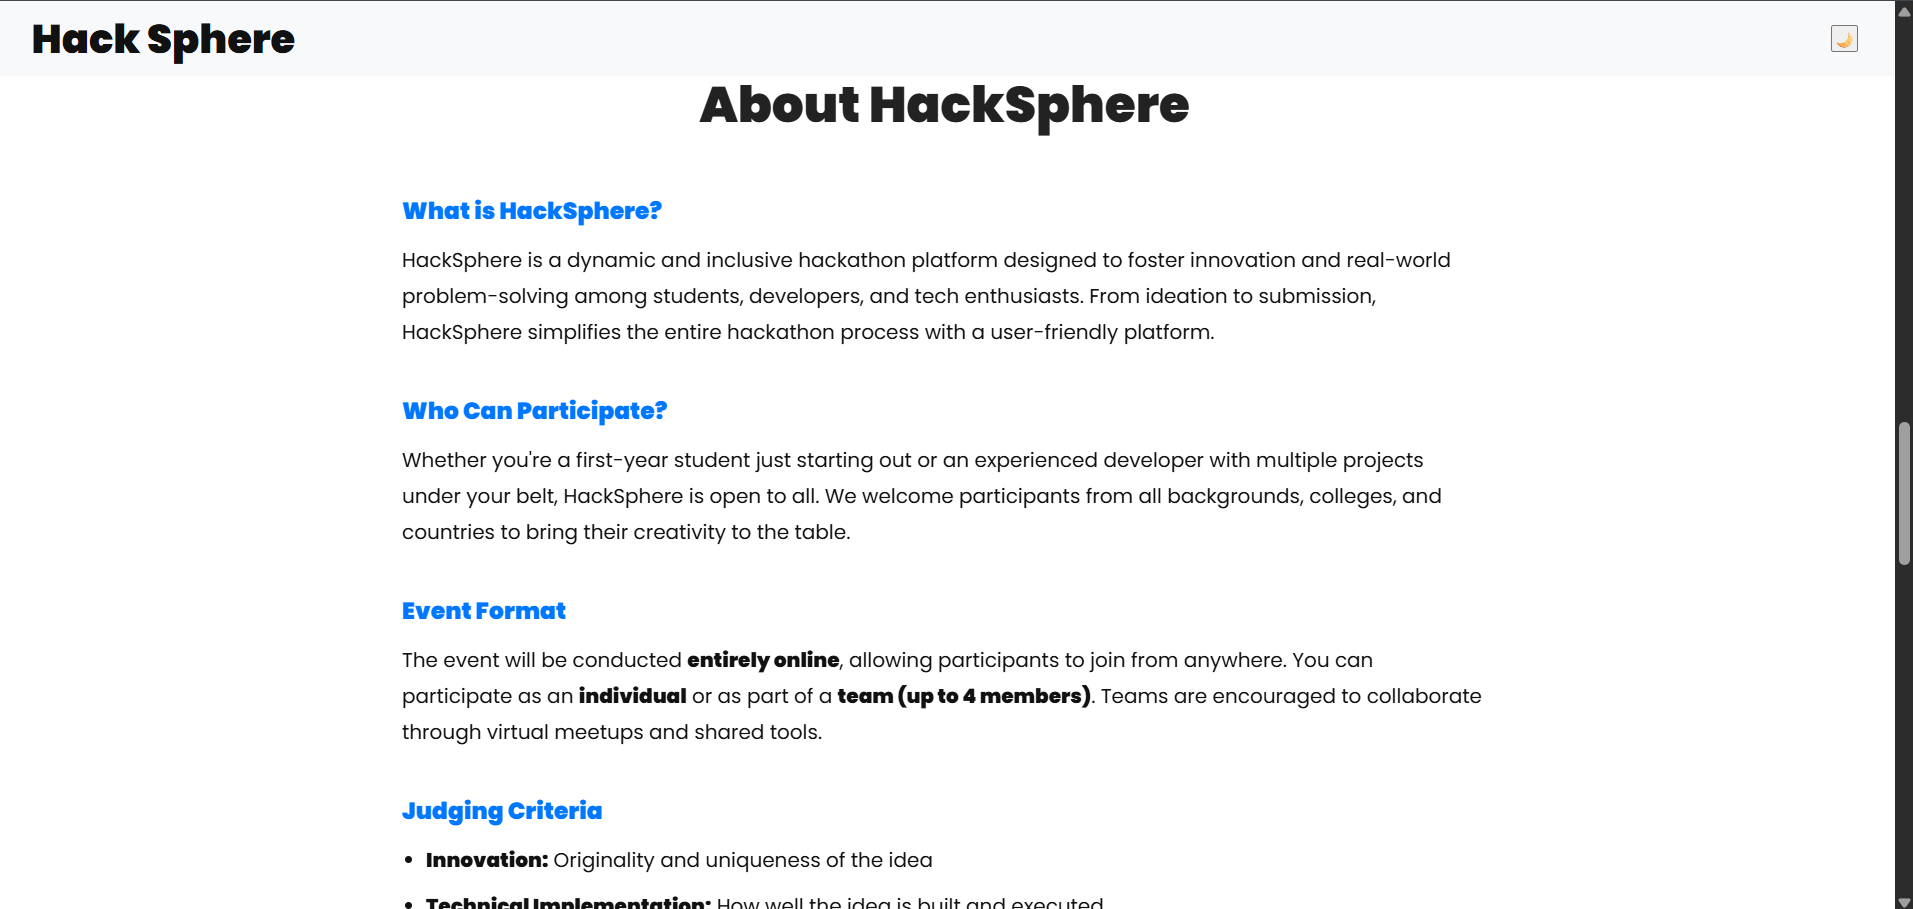 Hack Sphere
About HackSphere
What is HackSphere?
HackSphere is a dynamic and inclusive hackathon platform designed to foster innovation and real-world
problem-solving among students, developers, and tech enthusiasts. From ideation to submission,
HackSphere simplifies the entire hackathon process with a user-friendly platform.
Who Can Participate?
Whether you're a first-year student just starting out or an experienced developer with multiple projects
under your belt, HackSphere is open to all. We welcome participants from all backgrounds, colleges, and
countries to bring their creativity to the table.
Event Format
The event will be conducted entirely online, allowing participants to join from anywhere. You can
participate as an individual or as part of a team (up to 4 members). Teams are encouraged to collaborate
through virtual meetups and shared tools.
Judging Criteria
• Innovation: Originality and uniqueness of the idea
• Technical Implementation: How well the idea is built and executed